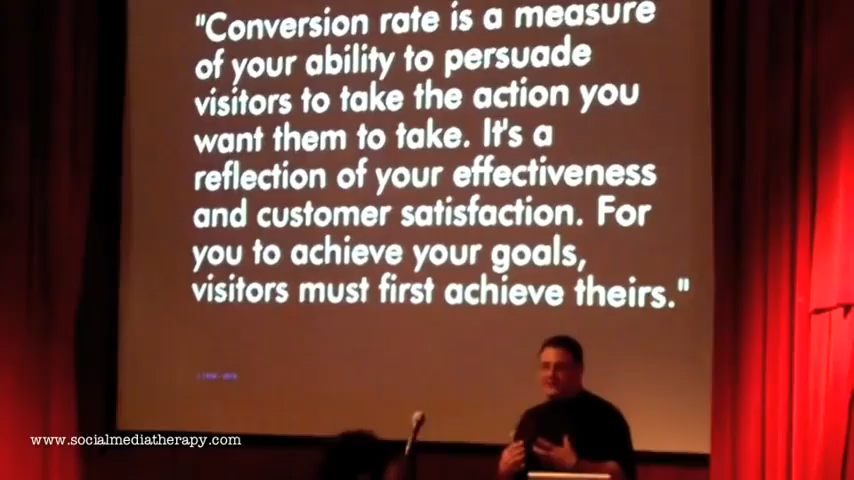 "Conversion rate is a measure
of your ability to persuade
visitors to take the action you
want them to take. It's a
reflection of your effectiveness
and customer satisfaction. For
you to achieve your goals,
visitors must first achieve theirs."
www.socialmediatherapy.com